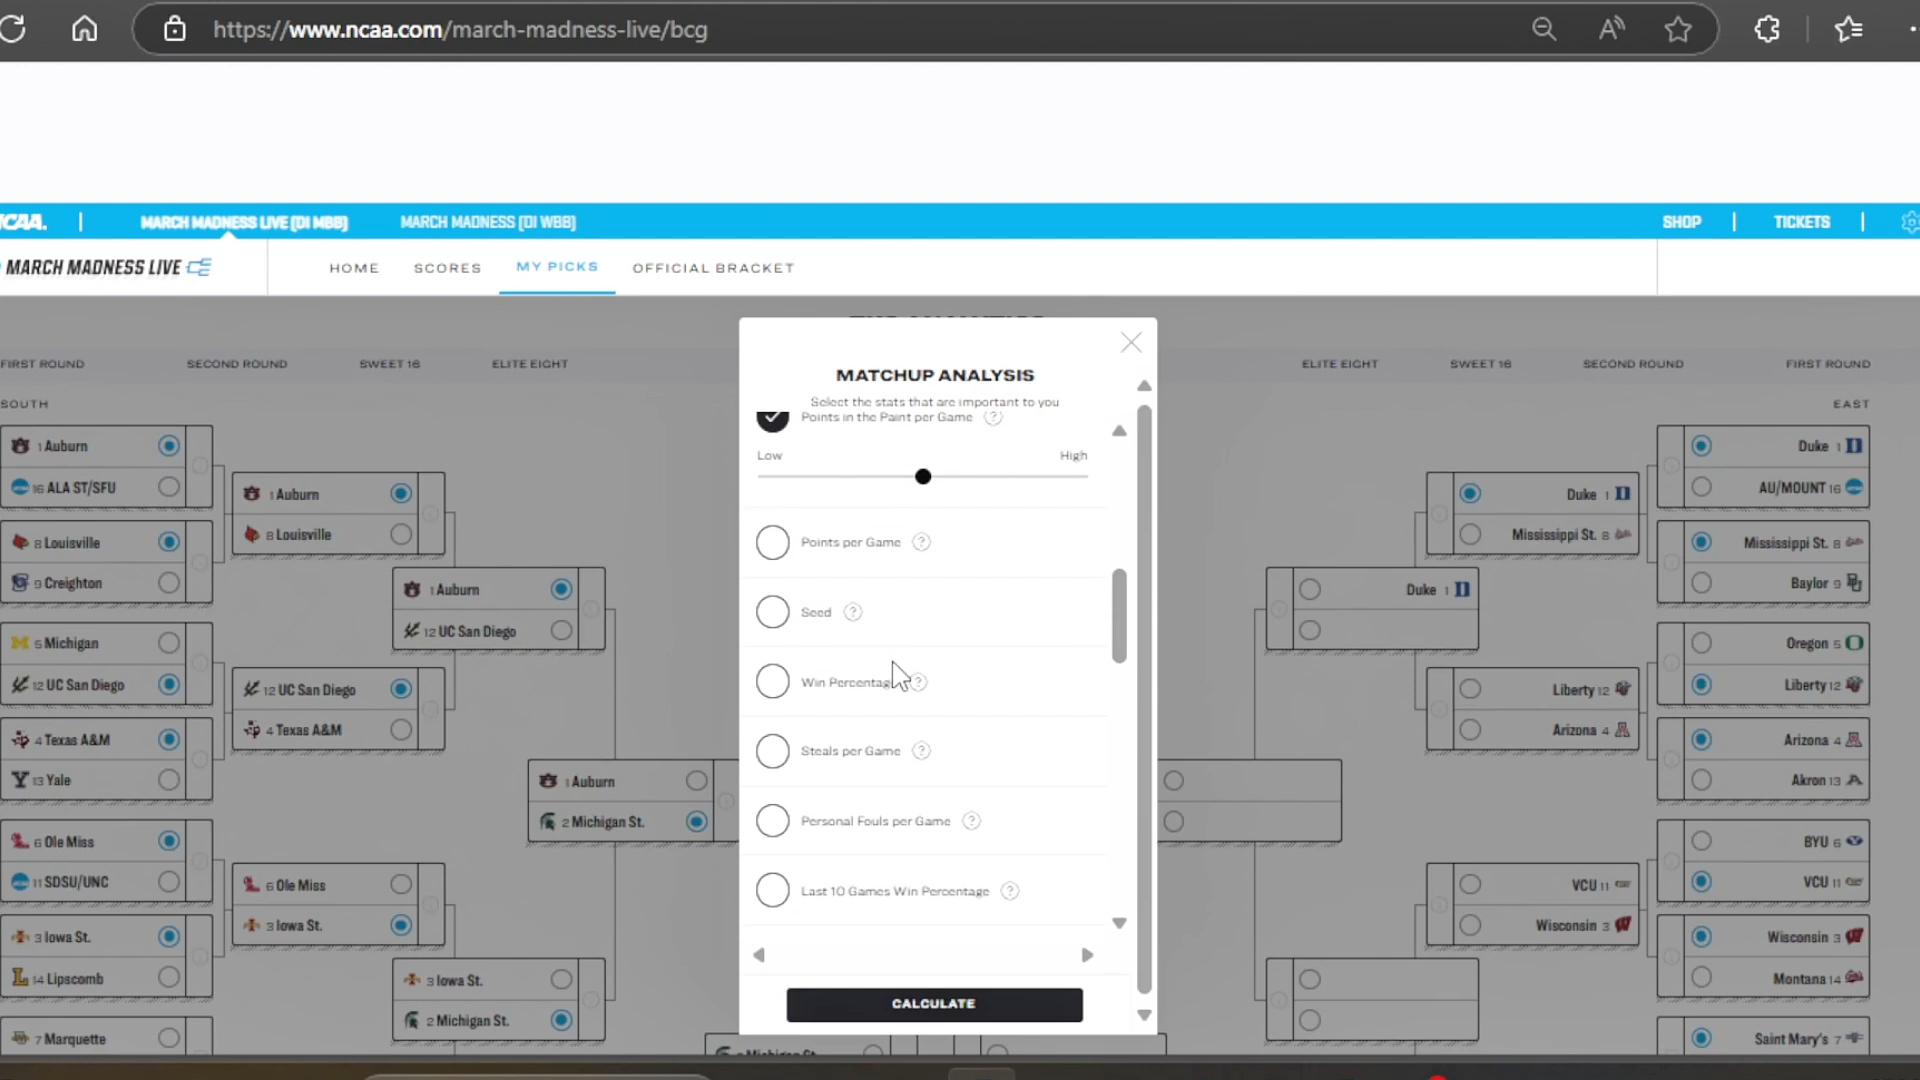 https://www.ncaa.com/march-madness-live/bcg
NCAA. | MARCH MADNESS LIVE (DI MBB) MARCH MADNESS (DI WBB) SHOP | TICKETS |
MARCH MADNESS LIVE HOME SCORES MY PICKS OFFICIAL BRACKET
FIRST ROUND SECOND ROUND SWEET 16 ELITE EIGHT ELITE EIGHT SWEET 16 SECOND ROUND FIRST ROUND
SOUTH
1 Auburn
16 ALA ST/SFU
8 Louisville
9 Creighton
5 Michigan
12 UC San Diego
4 Texas A&M
13 Yale
6 Ole Miss
11 SDSU/UNC
3 Iowa St.
14 Lipscomb
7 Marquette
1 Auburn
8 Louisville
12 UC San Diego
4 Texas A&M
6 Ole Miss
3 Iowa St.
1 Auburn
12 UC San Diego
3 Iowa St.
2 Michigan St.
1 Auburn
2 Michigan St.
MATCHUP ANALYSIS
Select the stats that are important to you
Points in the Paint per Game ?
Low High
Points per Game ?
Seed ?
Win Percentage ?
Steals per Game ?
Personal Fouls per Game ?
Last 10 Games Win Percentage ?
CALCULATE
Duke 1
Duke 1
Mississippi St. 8
Liberty 12
Arizona 4
VCU 11
Wisconsin 3
EAST
Duke 1
AU/MOUNT 16
Mississippi St. 8
Baylor 9
Oregon 5
Liberty 12
Arizona 4
Akron 13
BYU 6
VCU 11
Wisconsin 3
Montana 14
Saint Mary's 7